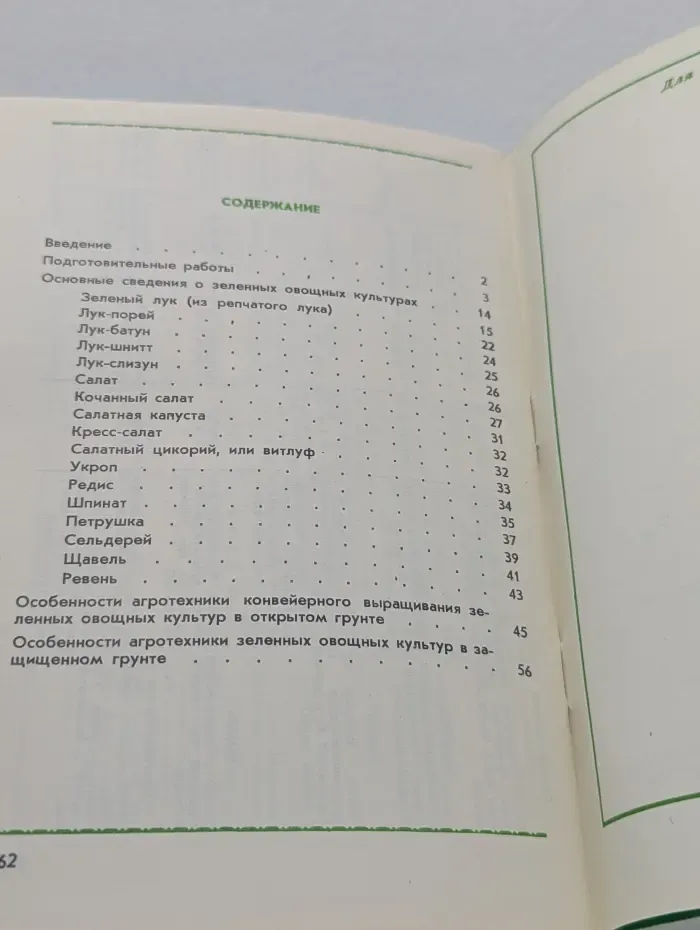 СОДЕРЖАНИЕ
Введение . . . . . . . . . . 2
Подготовительные работы . . . . . . . 3
Основные сведения о зеленных овощных культурах . . 14
Зеленый лук (из репчатого лука) . . . . 15
Лук-порей . . . . . . . . . 22
Лук-батун . . . . . . . . . 24
Лук-шнитт . . . . . . . . . 25
Лук-слизун . . . . . . . . . 26
Салат . . . . . . . . . . 26
Кочанный салат . . . . . . . . 27
Салатная капуста . . . . . . . . 31
Кресс-салат . . . . . . . . . 32
Салатный цикорий, или витлуф . . . . . 32
Укроп . . . . . . . . . . 33
Редис . . . . . . . . . . 34
Шпинат . . . . . . . . . . 35
Петрушка . . . . . . . . . 37
Сельдерей . . . . . . . . . 39
Щавель . . . . . . . . . . 41
Ревень . . . . . . . . . . 43
Особенности агротехники конвейерного выращивания зе-
ленных овощных культур в открытом грунте . . . . 45
Особенности агротехники зеленных овощных культур в за-
щищенном грунте . . . . . . . . . . 56
62
Для